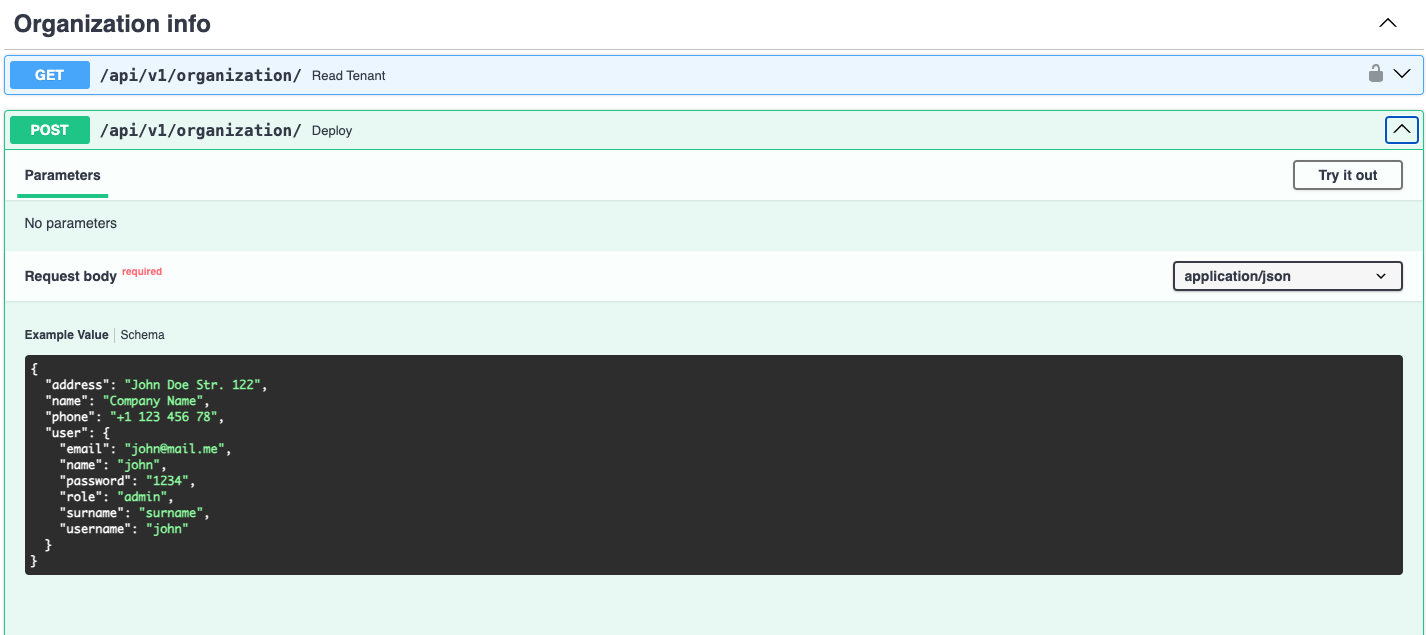 Organization info
GET /api/v1/organization/ Read Tenant
POST /api/v1/organization/ Deploy
Parameters
Try it out
No parameters
Request body required
application/json
Example Value Schema
{
  "address": "John Doe Str. 122",
  "name": "Company Name",
  "phone": "+1 123 456 78",
  "user": {
    "email": "john@mail.me",
    "name": "john",
    "password": "1234",
    "role": "admin",
    "surname": "surname",
    "username": "john"
  }
}